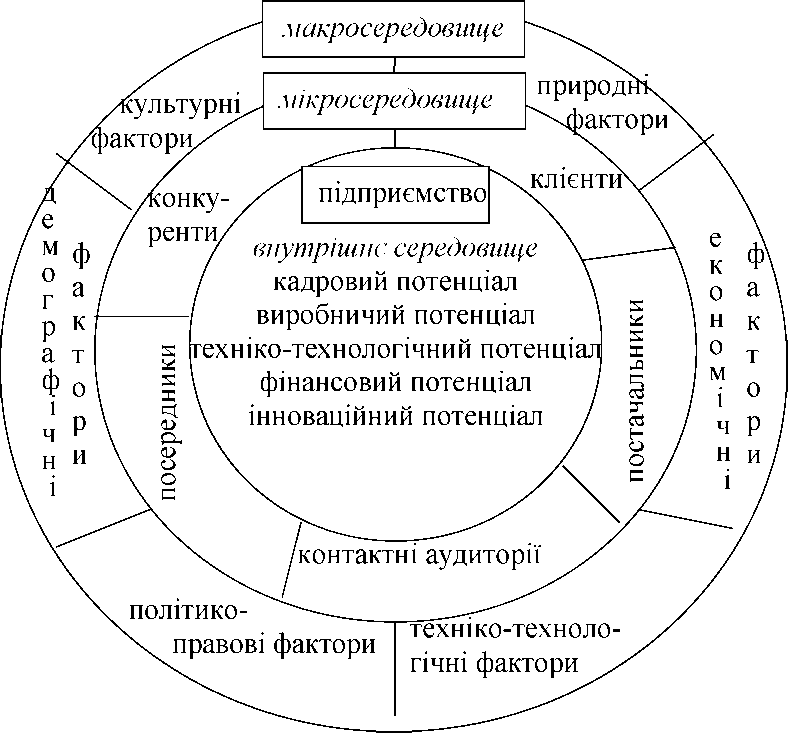 макросередовище
мікросередовище
культурні
фактори
природні
фактори
конку-
ренти
клієнти
підприємство
внутрішнє середовище
кадровий потенціал
виробничий потенціал
техніко-технологічний потенціал
фінансовий потенціал
інноваційний потенціал
демографічні
фактори
посередники
постачальники
економічні
фактори
контактні аудиторії
політико-
правові фактори
техніко-техноло-
гічні фактори